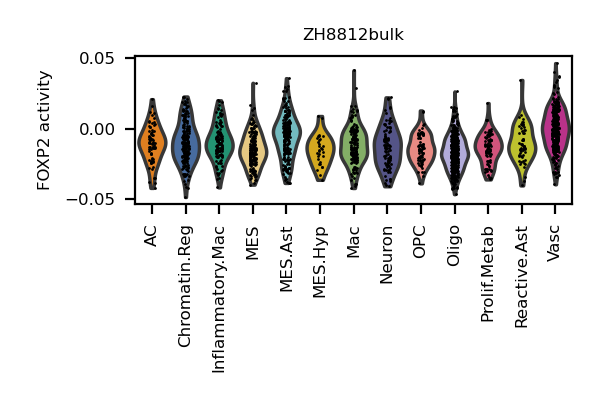 ZH8812bulk
FOXP2 activity
0.05
0.00
−0.05
AC
Chromatin.Reg
Inflammatory.Mac
MES
MES.Ast
MES.Hyp
Mac
Neuron
OPC
Oligo
Prolif.Metab
Reactive.Ast
Vasc